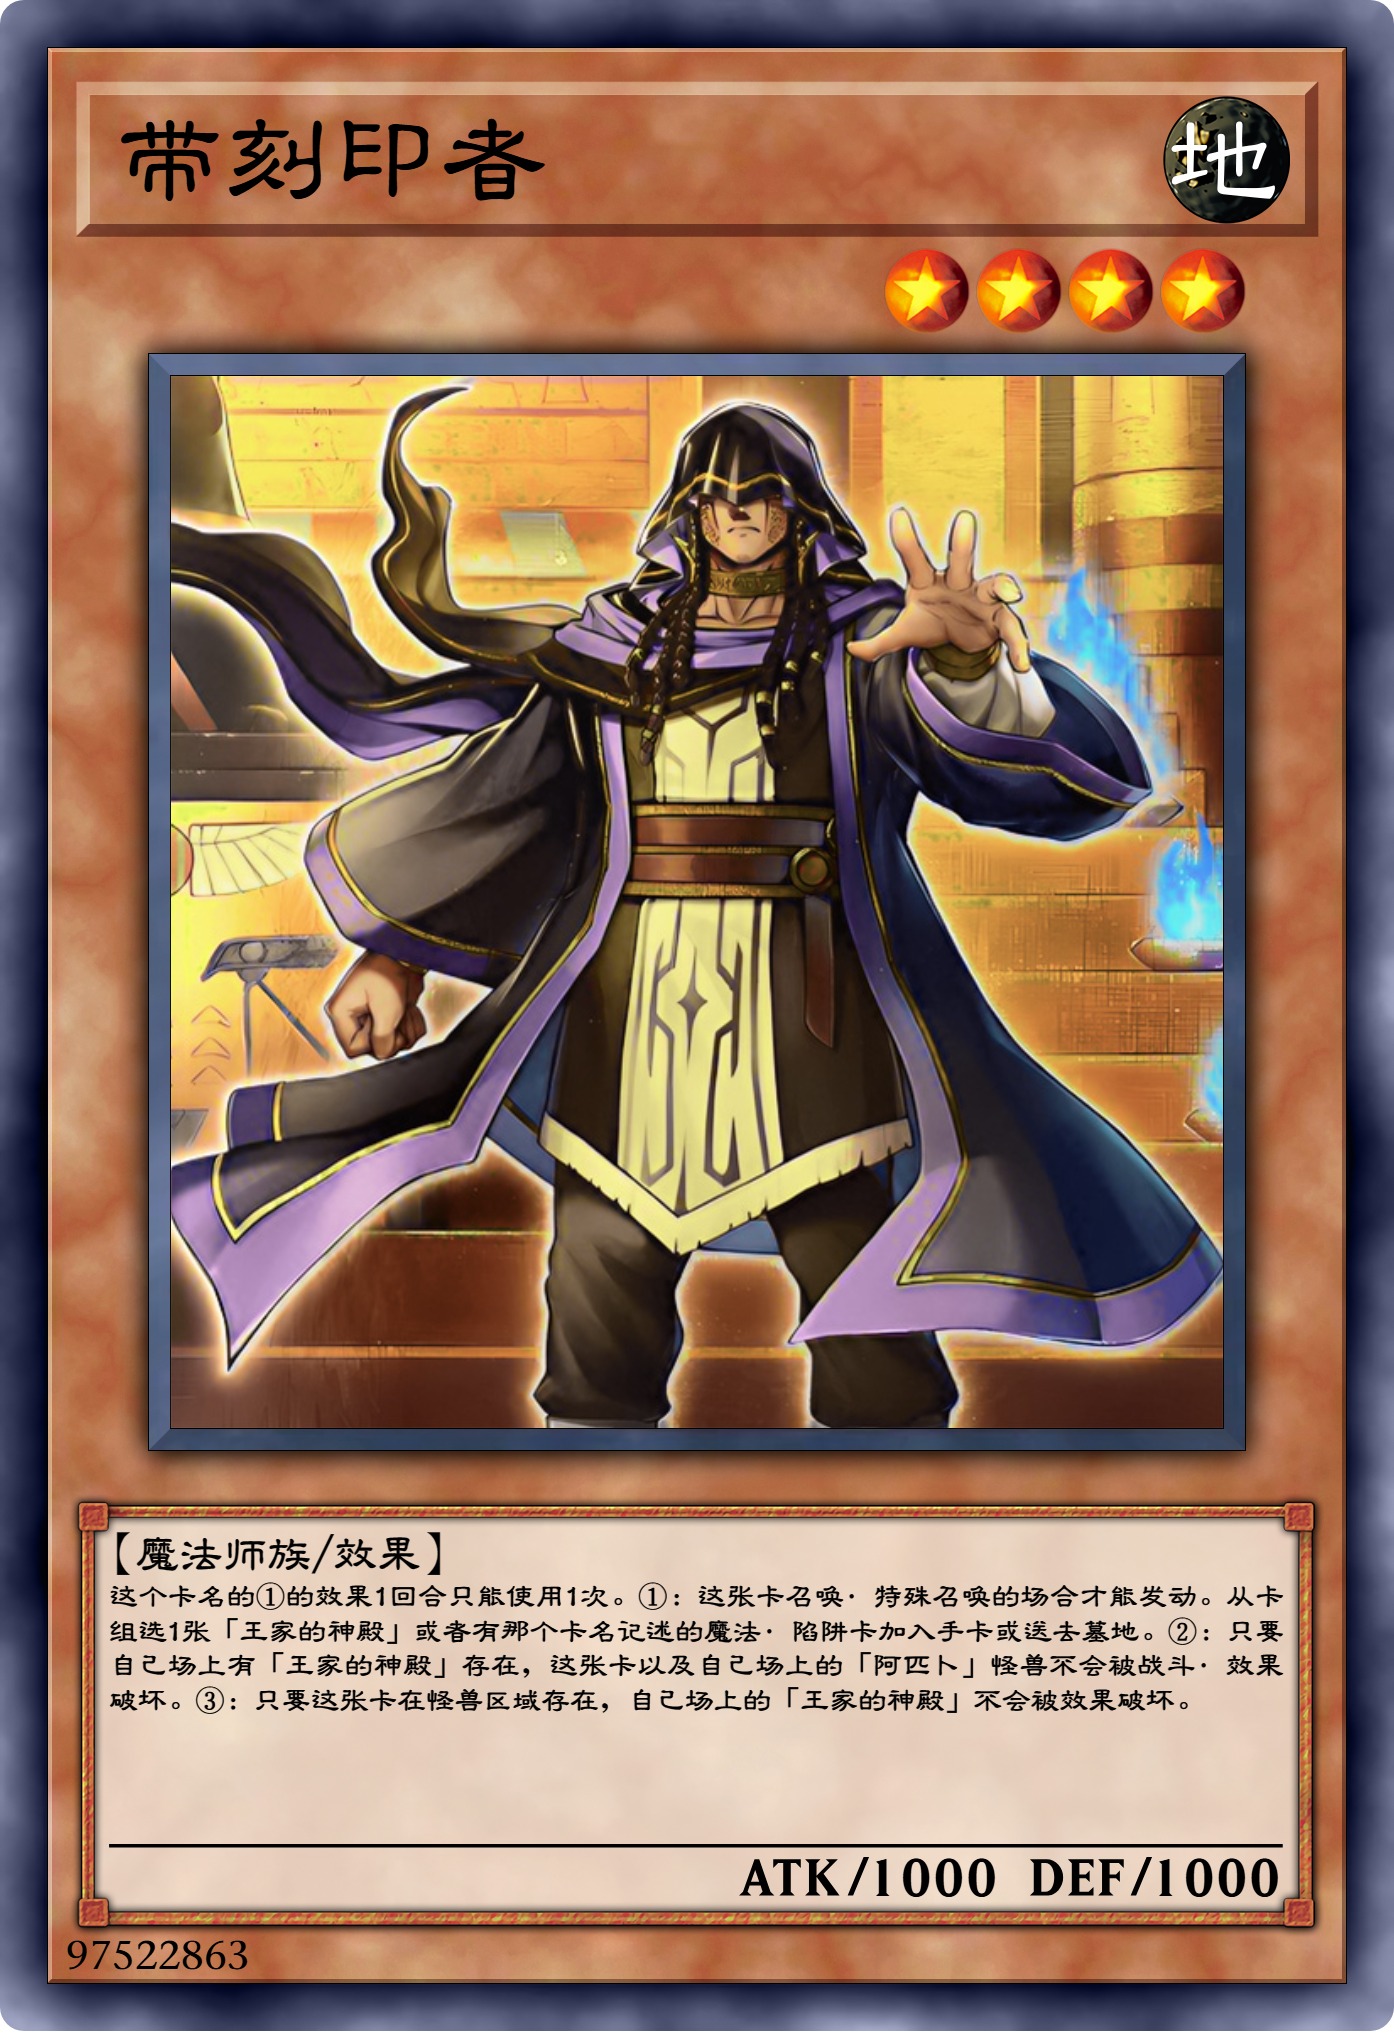 带刻印者
地
【魔法师族/效果】
这个卡名的①的效果1回合只能使用1次。①：这张卡召唤·特殊召唤的场合才能发动。从卡
组选1张「王家的神殿」或者有那个卡名记述的魔法·陷阱卡加入手卡或送去墓地。②：只要
自己场上有「王家的神殿」存在，这张卡以及自己场上的「阿匹卜」怪兽不会被战斗·效果
破坏。③：只要这张卡在怪兽区域存在，自己场上的「王家的神殿」不会被效果破坏。
ATK/1000 DEF/1000
97522863